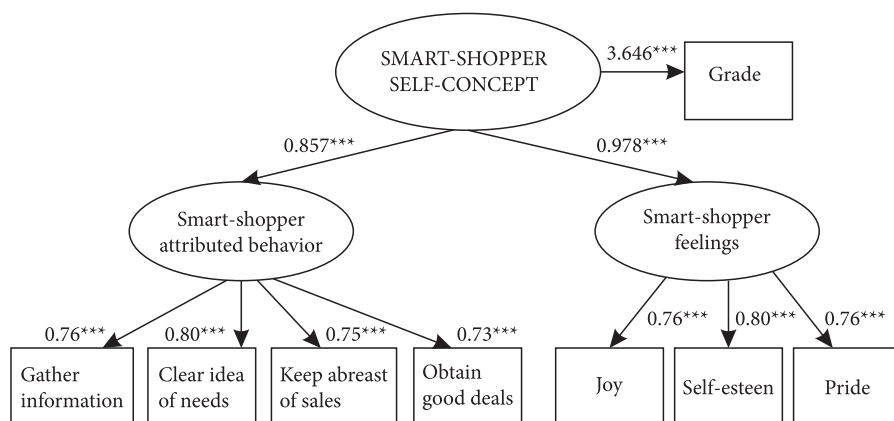 SMART-SHOPPER
SELF-CONCEPT
3.646***
Grade
0.857***
0.978***
Smart-shopper
attributed behavior
Smart-shopper
feelings
0.76***
0.80***
0.75***
0.73***
0.76***
0.80***
0.76***
Gather
information
Clear idea
of needs
Keep abreast
of sales
Obtain
good deals
Joy
Self-esteen
Pride